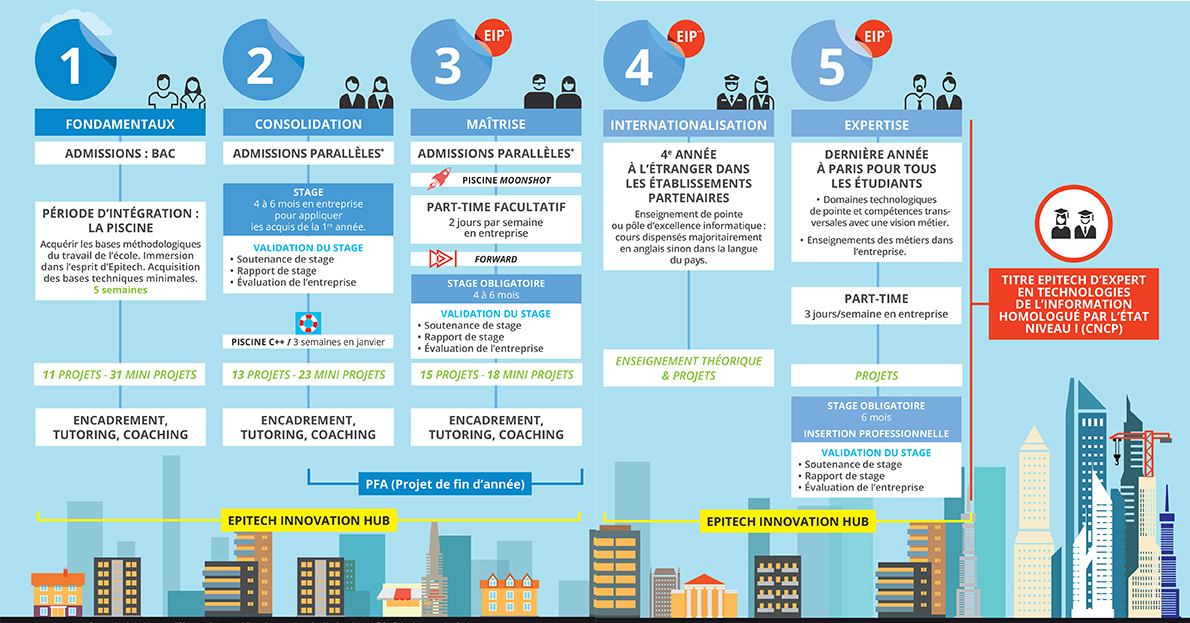 1
FONDAMENTAUX
ADMISSIONS : BAC
PÉRIODE D'INTÉGRATION :
LA PISCINE
Acquérir les bases méthodologiques
du travail de l'école. Immersion
dans l'esprit d'Epitech. Acquisition
des bases techniques minimales.
5 semaines
11 PROJETS - 31 MINI PROJETS
ENCADREMENT,
TUTORING, COACHING
2
CONSOLIDATION
ADMISSIONS PARALLÈLES*
STAGE
4 à 6 mois en entreprise
pour appliquer
les acquis de la 1re année.
VALIDATION DU STAGE
• Soutenance de stage
• Rapport de stage
• Évaluation de l'entreprise
PISCINE C++ / 3 semaines en janvier
13 PROJETS - 23 MINI PROJETS
ENCADREMENT,
TUTORING, COACHING
3
EIP**
MAÎTRISE
ADMISSIONS PARALLÈLES*
PISCINE MOONSHOT
PART-TIME FACULTATIF
2 jours par semaine
en entreprise
FORWARD
STAGE OBLIGATOIRE
4 à 6 mois
VALIDATION DU STAGE
• Soutenance de stage
• Rapport de stage
• Évaluation de l'entreprise
15 PROJETS - 18 MINI PROJETS
ENCADREMENT,
TUTORING, COACHING
PFA (Projet de fin d'année)
EPITECH INNOVATION HUB
4
EIP**
INTERNATIONALISATION
4e ANNÉE
À L'ÉTRANGER DANS
LES ÉTABLISSEMENTS
PARTENAIRES
Enseignement de pointe
ou pôle d'excellence informatique :
cours dispensés majoritairement
en anglais sinon dans la langue
du pays.
ENSEIGNEMENT THÉORIQUE
& PROJETS
5
EIP**
EXPERTISE
DERNIÈRE ANNÉE
À PARIS POUR TOUS
LES ÉTUDIANTS
• Domaines technologiques
de pointe et compétences trans-
versales avec une vision métier.
• Enseignements des métiers dans
l'entreprise.
PART-TIME
3 jours/semaine en entreprise
PROJETS
STAGE OBLIGATOIRE
6 mois
INSERTION PROFESSIONNELLE
VALIDATION DU STAGE
• Soutenance de stage
• Rapport de stage
• Évaluation de l'entreprise
EPITECH INNOVATION HUB
TITRE EPITECH D'EXPERT
EN TECHNOLOGIES
DE L'INFORMATION
HOMOLOGUÉ PAR L'ÉTAT
NIVEAU I (CNCP)